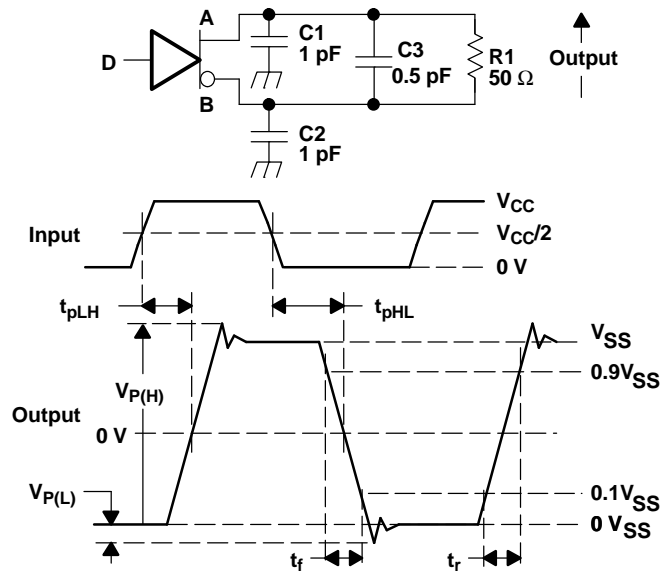 A
C1
1 pF
C3
0.5 pF
R1
50 Ω
Output
D
B
C2
1 pF
Input
VCC
VCC/2
0 V
tpLH
tpHL
VP(H)
VSS
0.9VSS
Output
0 V
VP(L)
0.1VSS
0 VSS
tf
tr